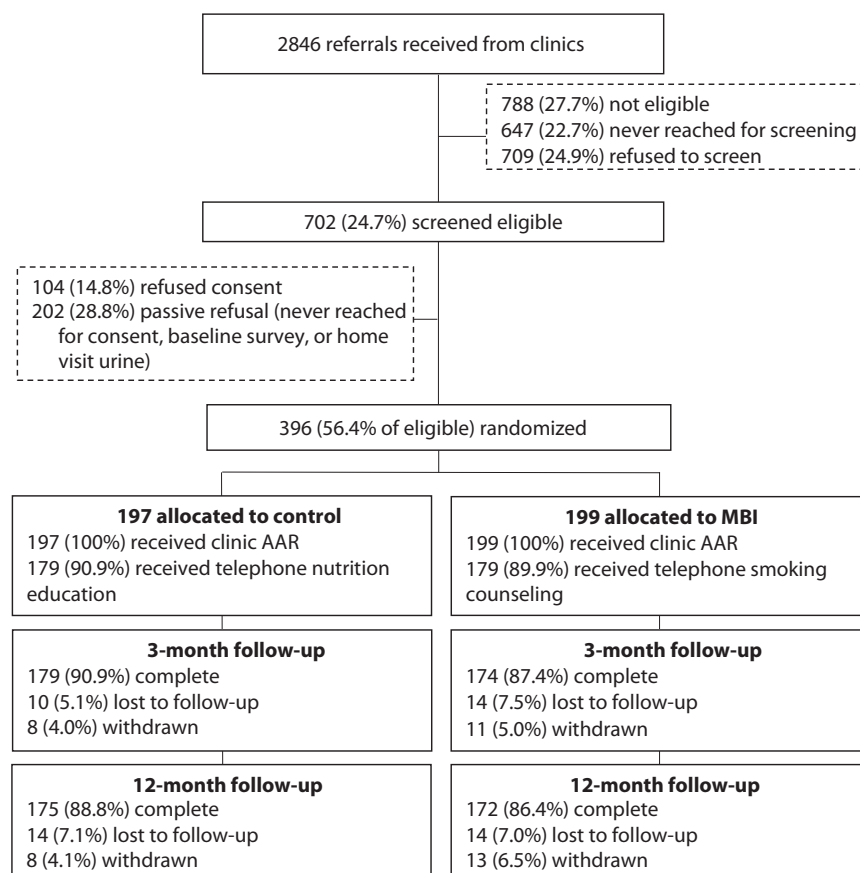 2846 referrals received from clinics
788 (27.7%) not eligible
647 (22.7%) never reached for screening
709 (24.9%) refused to screen
702 (24.7%) screened eligible
104 (14.8%) refused consent
202 (28.8%) passive refusal (never reached
for consent, baseline survey, or home
visit urine)
396 (56.4% of eligible) randomized
197 allocated to control
197 (100%) received clinic AAR
179 (90.9%) received telephone nutrition
education
199 allocated to MBI
199 (100%) received clinic AAR
179 (89.9%) received telephone smoking
counseling
3-month follow-up
179 (90.9%) complete
10 (5.1%) lost to follow-up
8 (4.0%) withdrawn
3-month follow-up
174 (87.4%) complete
14 (7.5%) lost to follow-up
11 (5.0%) withdrawn
12-month follow-up
175 (88.8%) complete
14 (7.1%) lost to follow-up
8 (4.1%) withdrawn
12-month follow-up
172 (86.4%) complete
14 (7.0%) lost to follow-up
13 (6.5%) withdrawn